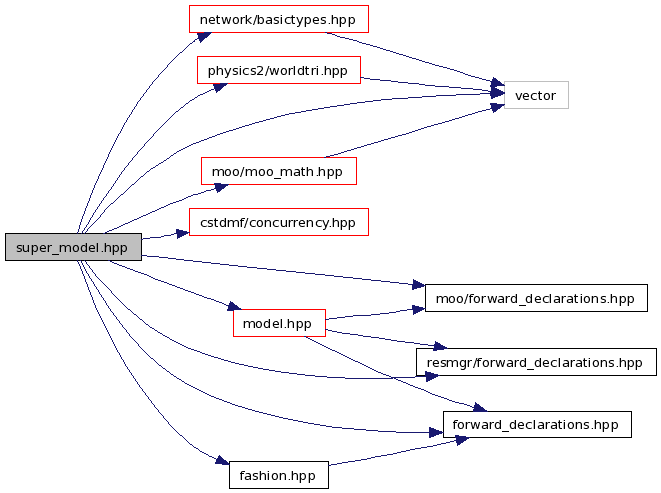 network/basictypes.hpp
physics2/worldtri.hpp
vector
moo/moo_math.hpp
cstdmf/concurrency.hpp
super_model.hpp
moo/forward_declarations.hpp
model.hpp
resmgr/forward_declarations.hpp
forward_declarations.hpp
fashion.hpp